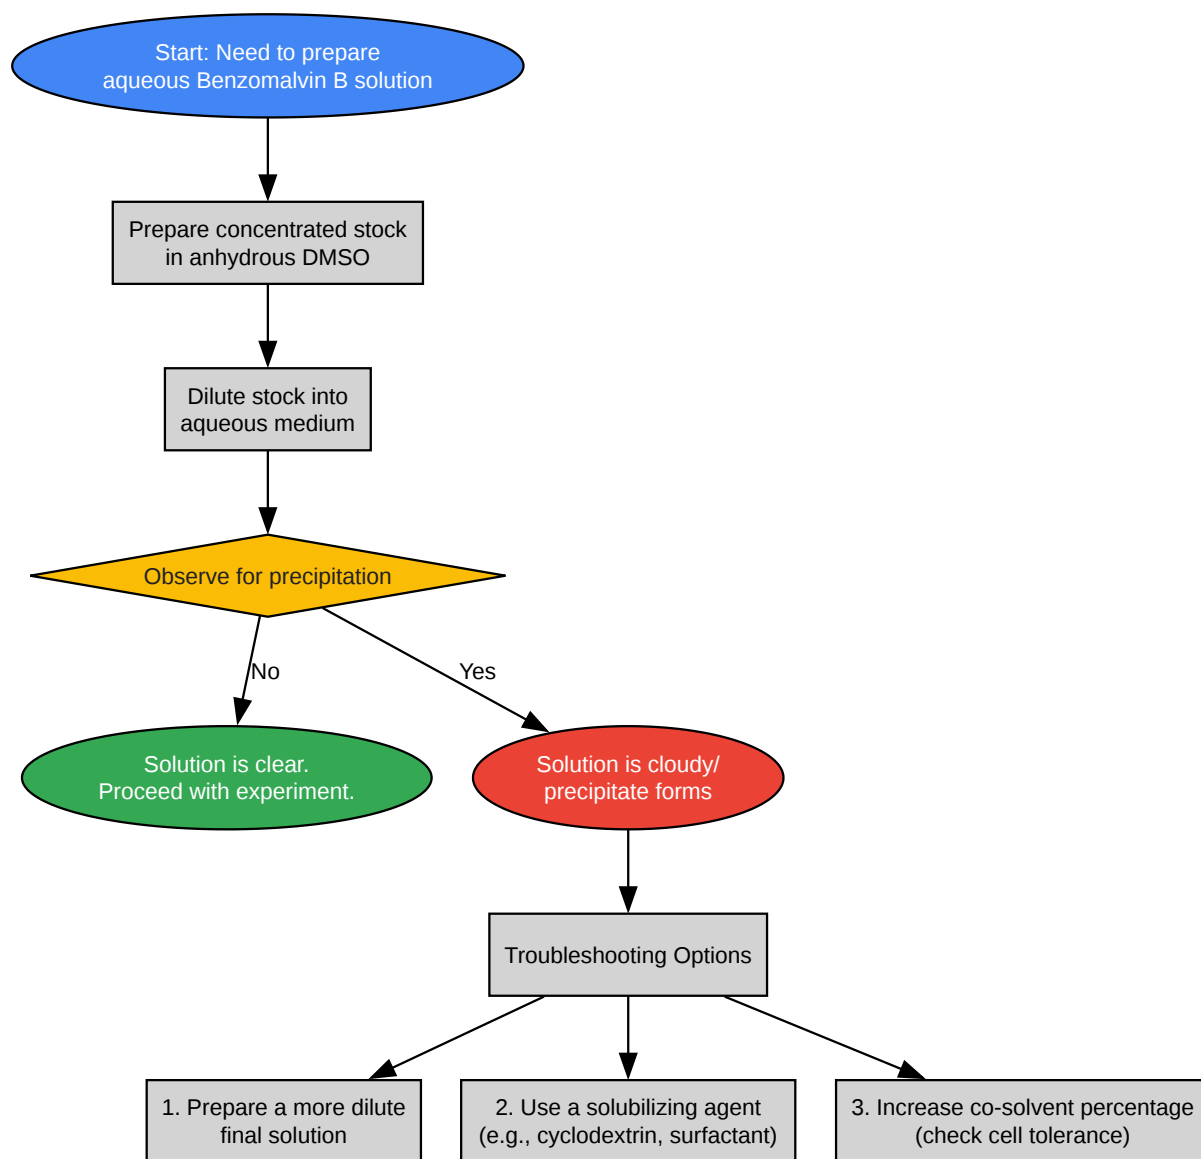 Start: Need to prepare
aqueous Benzomalvin B solution
Prepare concentrated stock
in anhydrous DMSO
Dilute stock into
aqueous medium
Observe for precipitation
No
Yes
Solution is clear.
Proceed with experiment.
Solution is cloudy/
precipitate forms
Troubleshooting Options
1. Prepare a more dilute
final solution
2. Use a solubilizing agent
(e.g., cyclodextrin, surfactant)
3. Increase co-solvent percentage
(check cell tolerance)